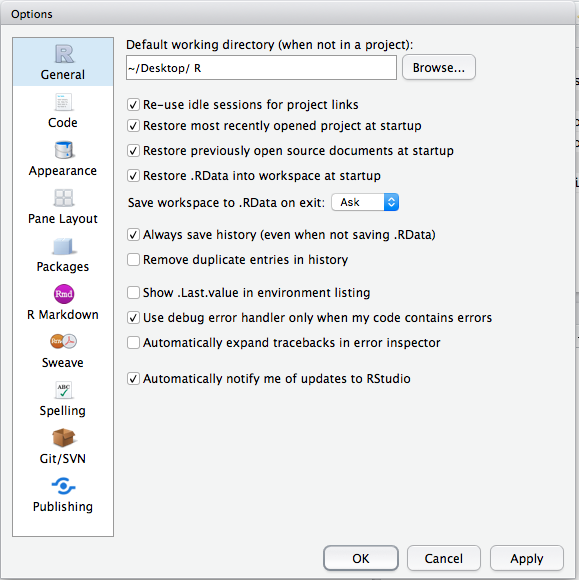 Options
Default working directory (when not in a project):
~/Desktop/ R
Browse...
R
General
Code
Appearance
Pane Layout
Packages
Rmd
R Markdown
Sweave
ABC
Spelling
Git/SVN
Publishing
Re-use idle sessions for project links
Restore most recently opened project at startup
Restore previously open source documents at startup
Restore .RData into workspace at startup
Save workspace to .RData on exit: Ask
Always save history (even when not saving .RData)
Remove duplicate entries in history
Show .Last.value in environment listing
Use debug error handler only when my code contains errors
Automatically expand tracebacks in error inspector
Automatically notify me of updates to RStudio
OK
Cancel
Apply